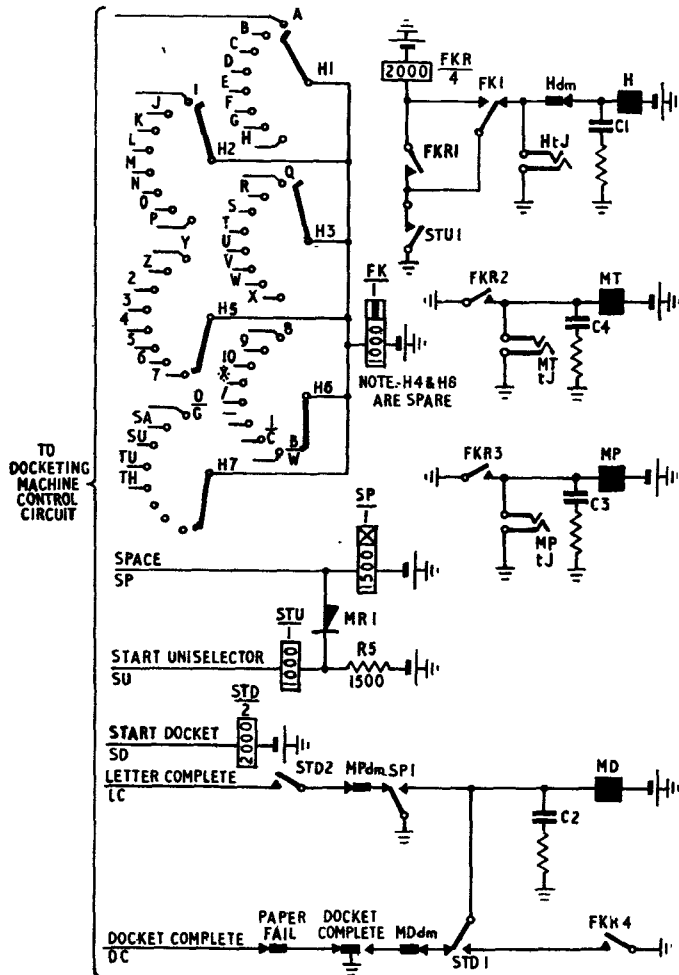 A
B
C
D
E
F
G
H
H1
I
J
K
L
M
N
O
P
H2
Q
R
S
T
U
V
W
X
H3
Y
Z
2
3
4
5
6
7
H5
8
9
10
*
/
—
1/C
B/W
H6
O/G
SA
SU
TU
TH
H7
TO
DOCKETING
MACHINE
CONTROL
CIRCUIT
2000
FKR
4
FK1
Hdm
H
C1
HtJ
FKR1
STU1
FK
1
1000
NOTE.-H4 & H8
ARE SPARE
FKR2
MT
C4
MT
tJ
FKR3
MP
C3
MP
tJ
SPACE
SP
SP
1
1500
MR1
START UNISELECTOR
SU
STU
1
1000
R5
1500
START DOCKET
SD
STD
2
2000
LETTER COMPLETE
LC
STD2
MPdm
SP1
MD
C2
DOCKET COMPLETE
DC
PAPER
FAIL
DOCKET
COMPLETE
MDdm
STD1
FKR4